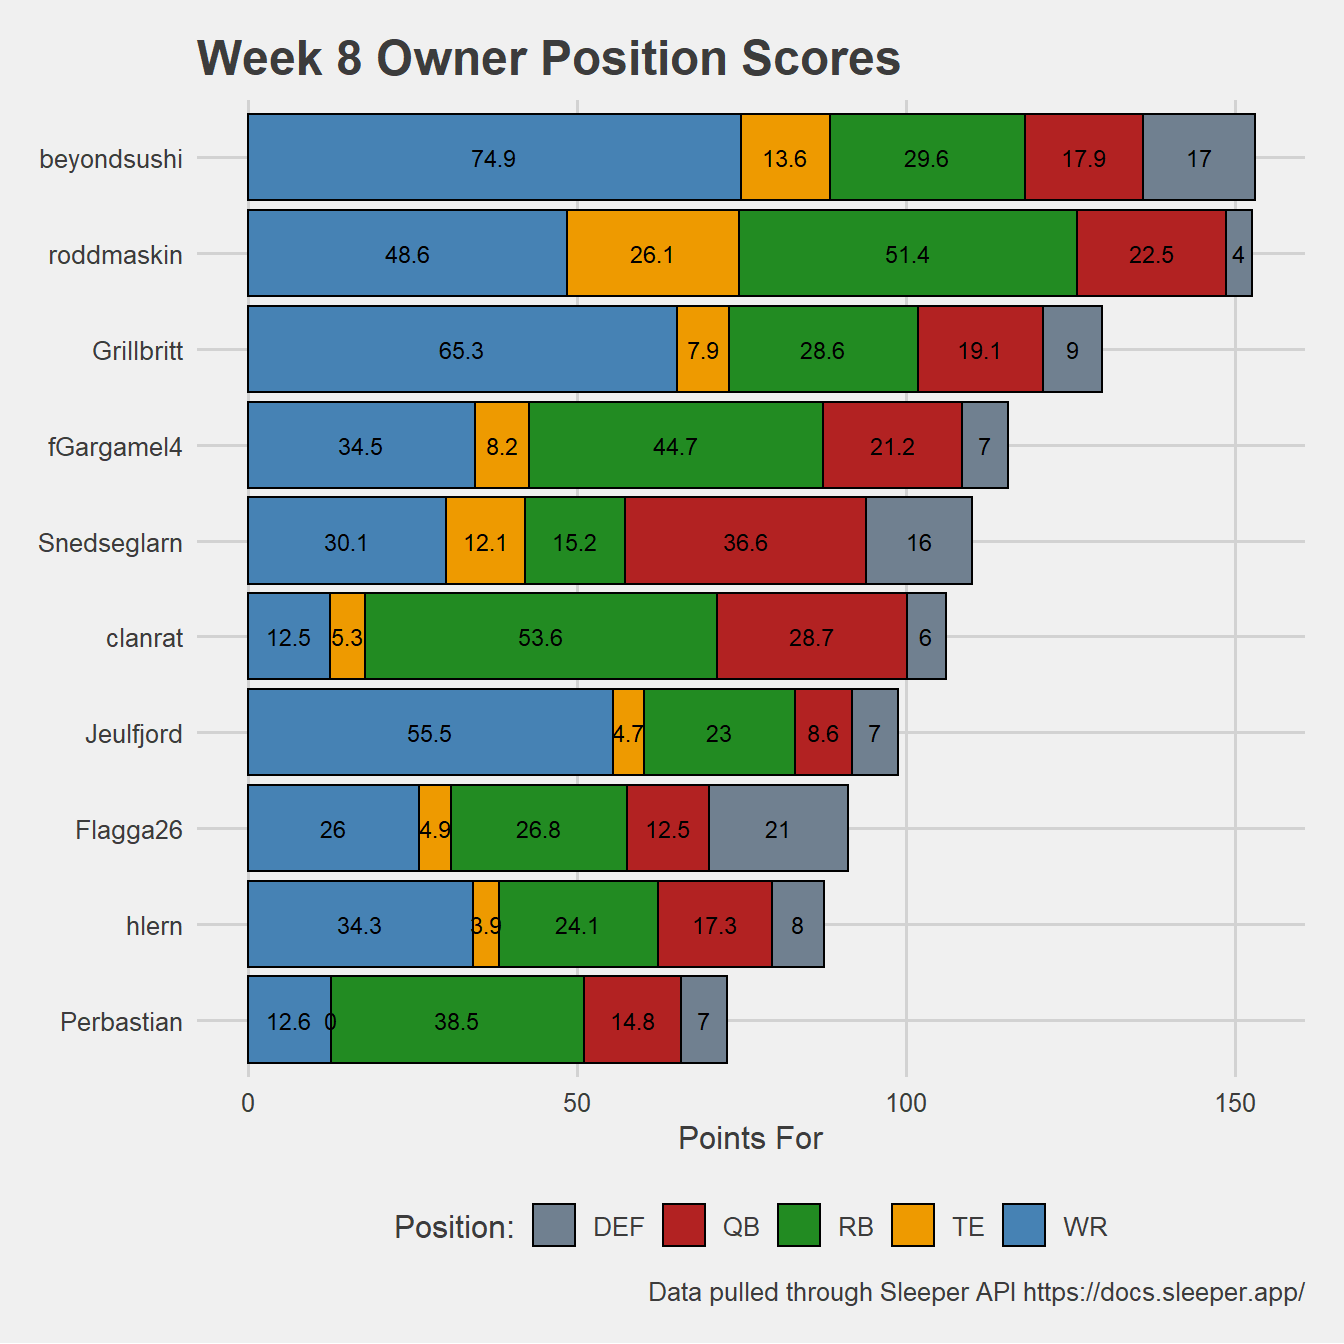 Week 8 Owner Position Scores
beyondsushi 74.9 13.6 29.6 17.9 17
roddmaskin 48.6 26.1 51.4 22.5 4
Grillbritt 65.3 7.9 28.6 19.1 9
fGargamel4 34.5 8.2 44.7 21.2 7
Snedseglarn 30.1 12.1 15.2 36.6 16
clanrat 12.5 5.3 53.6 28.7 6
Jeulfjord 55.5 4.7 23 8.6 7
Flagga26 26 4.9 26.8 12.5 21
hlern 34.3 3.9 24.1 17.3 8
Perbastian 12.6 0 38.5 14.8 7
0 50 100 150
Points For
Position: DEF QB RB TE WR
Data pulled through Sleeper API https://docs.sleeper.app/